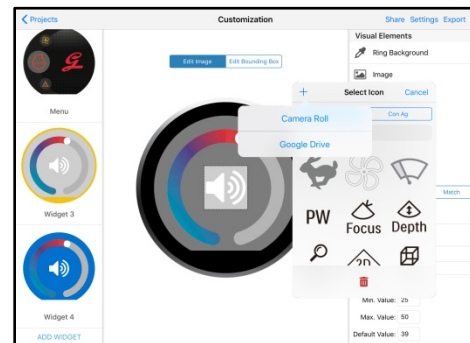 Projects
Customization
Share Settings Export
Visual Elements
Ring Background
Image
Edit Image
Edit Bounding Box
Menu
Widget 3
Widget 4
ADD WIDGET
Select Icon
Cancel
Camera Roll
Google Drive
Con Ag
PW
Focus
Depth
Match
Min. Value: 25
Max. Value: 50
Default Value: 39